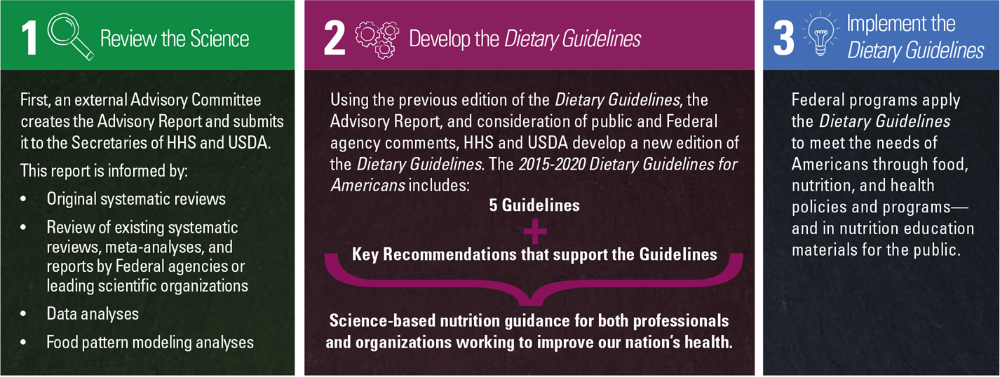 1 Review the Science
First, an external Advisory Committee
creates the Advisory Report and submits
it to the Secretaries of HHS and USDA.
This report is informed by:
• Original systematic reviews
• Review of existing systematic
reviews, meta-analyses, and
reports by Federal agencies or
leading scientific organizations
• Data analyses
• Food pattern modeling analyses
2 Develop the Dietary Guidelines
Using the previous edition of the Dietary Guidelines, the
Advisory Report, and consideration of public and Federal
agency comments, HHS and USDA develop a new edition of
the Dietary Guidelines. The 2015-2020 Dietary Guidelines for
Americans includes:
5 Guidelines
+
Key Recommendations that support the Guidelines
Science-based nutrition guidance for both professionals
and organizations working to improve our nation’s health.
3 Implement the
Dietary Guidelines
Federal programs apply
the Dietary Guidelines
to meet the needs of
Americans through food,
nutrition, and health
policies and programs—
and in nutrition education
materials for the public.